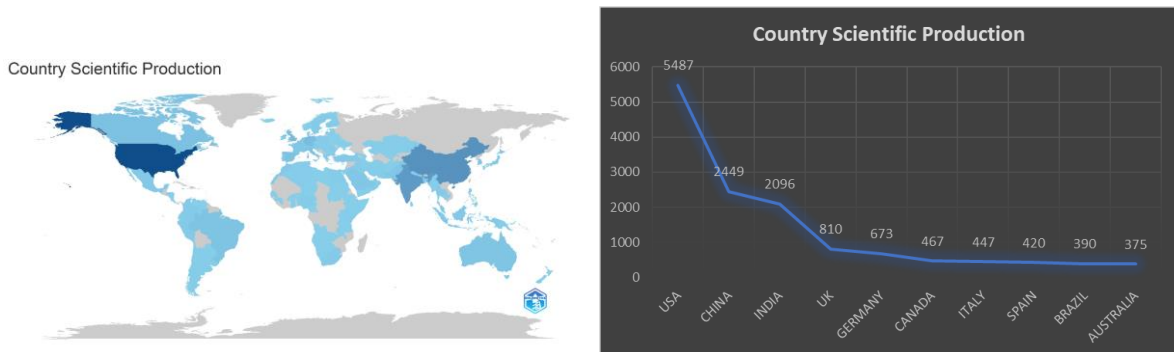 Country Scientific Production
Country Scientific Production
6000
5487
5000
4000
3000
2449
2096
2000
1000
810
673
467
447
420
390
375
0
USA
CHINA
INDIA
UK
GERMANY
CANADA
ITALY
SPAIN
BRAZIL
AUSTRALIA